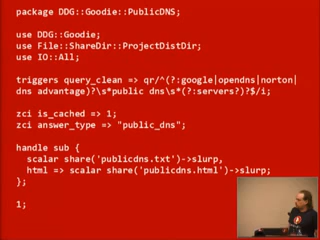 package DDG::Goodie::PublicDNS;
use DDG::Goodie;
use File::ShareDir::ProjectDistDir;
use IO::All;
triggers query_clean => qr/^(?:google|opendns|norton|
dns advantage)?\s*public dns\s*(?:servers?)?$/i;
zci is_cached => 1;
zci answer_type => "public_dns";
handle sub {
scalar share('publicdns.txt')->slurp,
html => scalar share('publicdns.html')->slurp;
};
1;